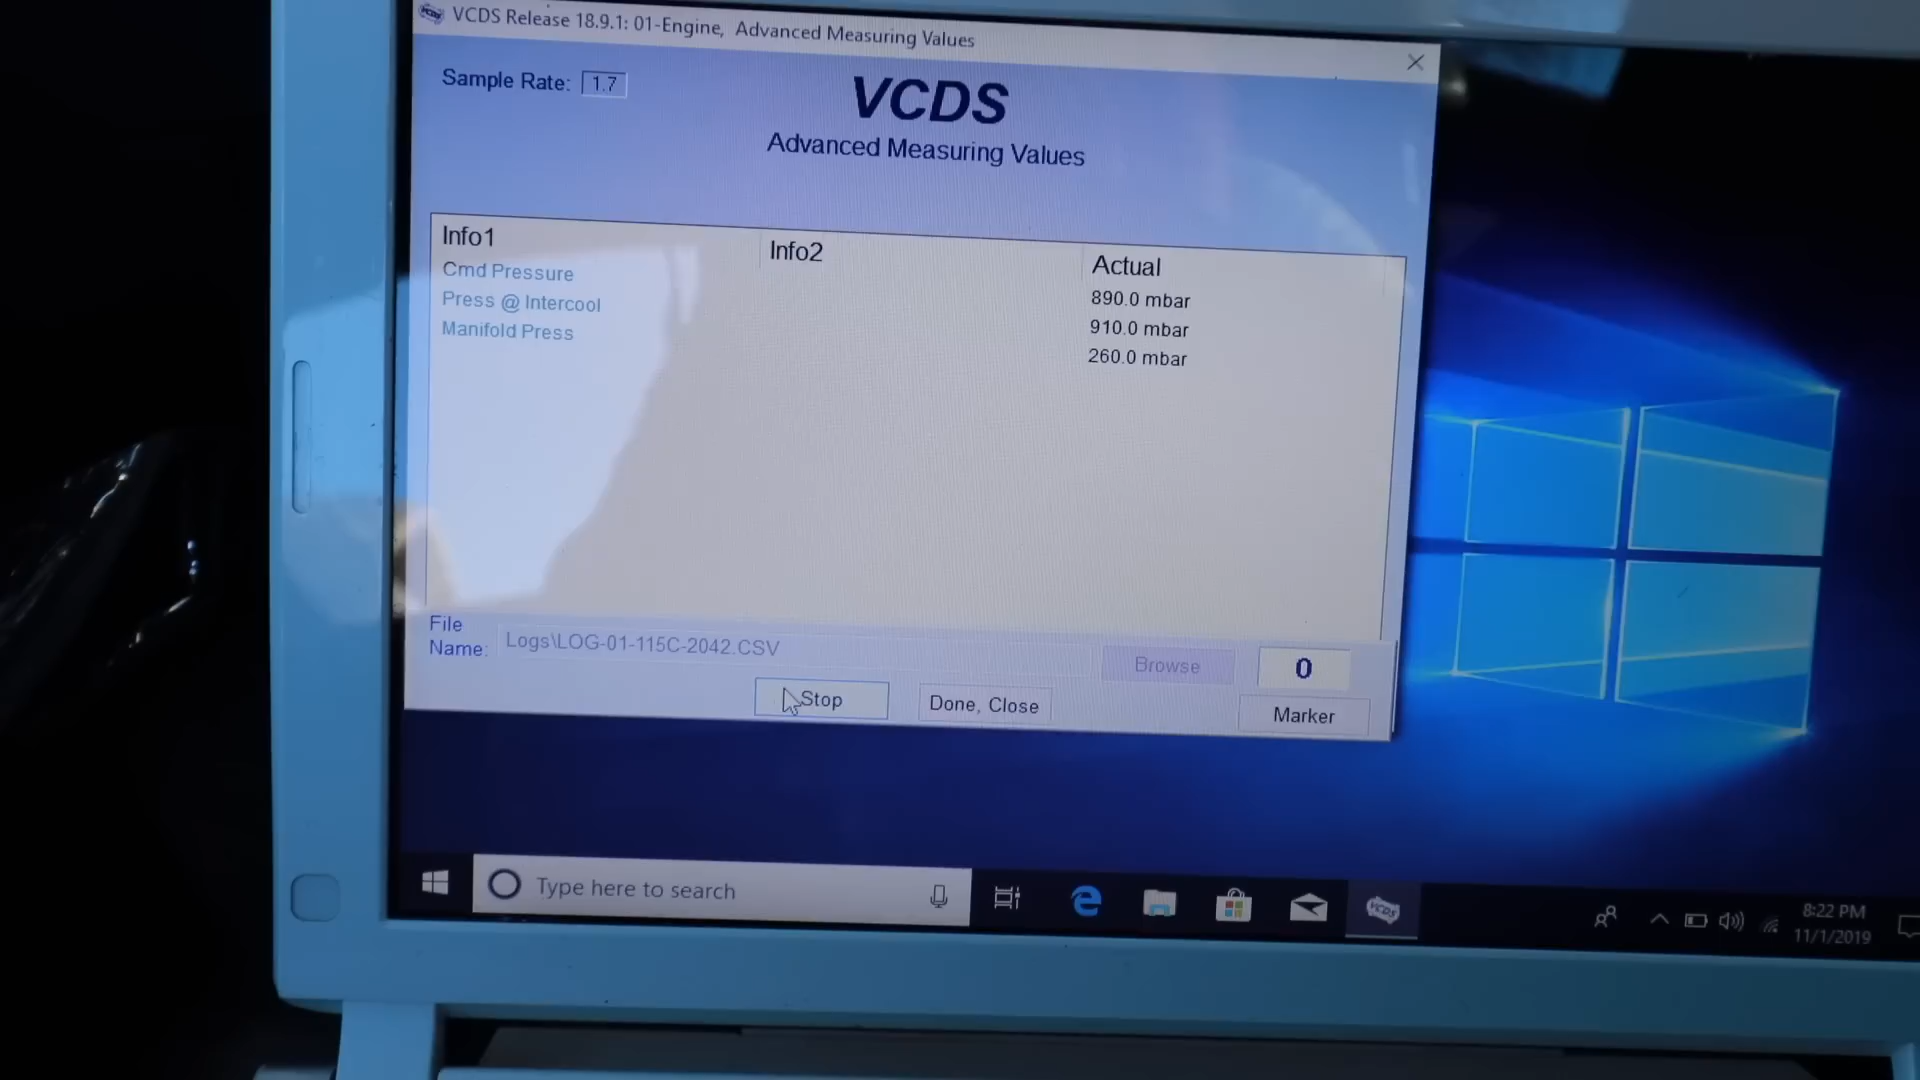 VCDS Release 18.9.1: 01-Engine, Advanced Measuring Values
Sample Rate: 1.7
VCDS
Advanced Measuring Values
Info1 Info2 Actual
Cmd Pressure 890.0 mbar
Press @ Intercool 910.0 mbar
Manifold Press 260.0 mbar
File Name: Logs\LOG-01-115C-2042.CSV
Browse
0
Stop
Done, Close
Marker
Type here to search
VCDS
8:22 PM
11/1/2019